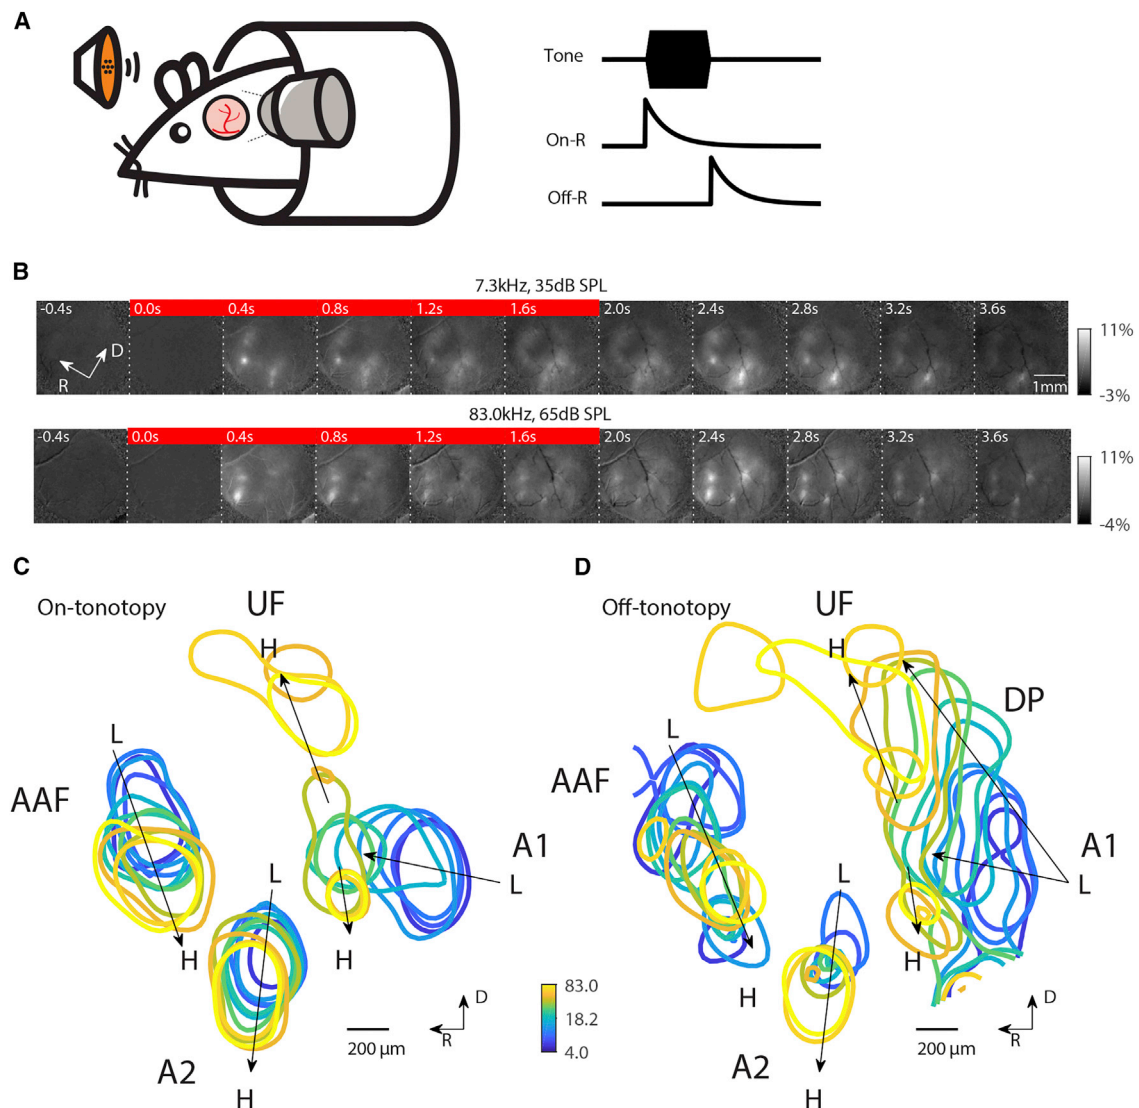 A
Tone
On-R
Off-R
B
7.3kHz, 35dB SPL
-0.4s 0.0s 0.4s 0.8s 1.2s 1.6s 2.0s 2.4s 2.8s 3.2s 3.6s
D
R
1mm
11%
-3%
83.0kHz, 65dB SPL
-0.4s 0.0s 0.4s 0.8s 1.2s 1.6s 2.0s 2.4s 2.8s 3.2s 3.6s
11%
-4%
C
On-tonotopy
UF
H
L
AAF
A1
L
L
H
H
A2
H
200 µm
D
R
83.0
18.2
4.0
D
Off-tonotopy
UF
H
DP
L
AAF
A1
L
L
H
H
A2
H
200 µm
D
R